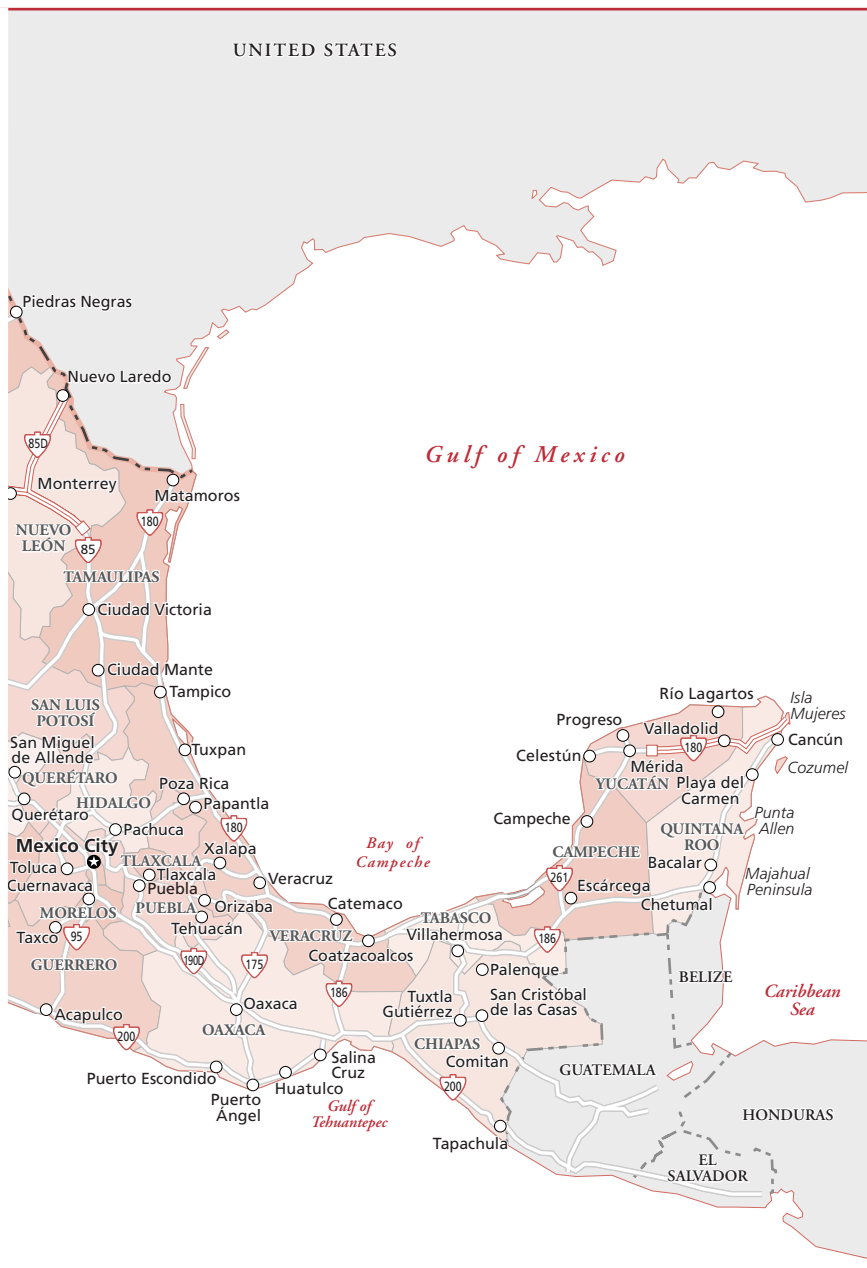 UNITED STATES
Piedras Negras
Nuevo Laredo
85D
Gulf of Mexico
Monterrey
Matamoros
180
NUEVO
LEÓN
85
TAMAULIPAS
Ciudad Victoria
Ciudad Mante
Tampico
SAN LUIS
POTOSÍ
Río Lagartos
Isla
Mujeres
Progreso
Valladolid
180
Cancún
San Miguel
de Allende
Tuxpan
Celestún
Mérida
Cozumel
QUERÉTARO
YUCATÁN
Playa del
Carmen
Poza Rica
HIDALGO
Papantla
Querétaro
Punta
Allen
Campeche
180
Pachuca
QUINTANA
ROO
Mexico City
Xalapa
Bay of
Campeche
CAMPECHE
TLAXCALA
Bacalar
Toluca
Tlaxcala
Majahual
Peninsula
Cuernavaca
Puebla
Veracruz
261
Escárcega
Chetumal
MORELOS
PUEBLA
Orizaba
Catemaco
TABASCO
Tehuacán
Taxco
95
VERACRUZ
Villahermosa
186
Coatzacoalcos
GUERRERO
190D
175
Palenque
BELIZE
186
Tuxtla
Gutiérrez
San Cristóbal
de las Casas
Caribbean
Sea
Oaxaca
Acapulco
OAXACA
200
CHIAPAS
Comitan
Salina
Cruz
GUATEMALA
Puerto Escondido
Huatulco
200
Puerto
Ángel
Gulf of
Tehuantepec
HONDURAS
Tapachula
EL
SALVADOR